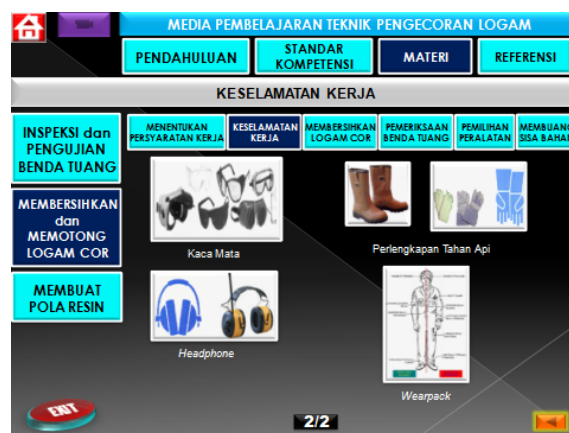 MEDIA PEMBELAJARAN TEKNIK PENGECORAN LOGAM
PENDAHULUAN
STANDAR
KOMPETENSI
MATERI
REFERENSI
KESELAMATAN KERJA
INSPEKSI dan
PENGUJIAN
BENDA TUANG
MEMBERSIHKAN
dan
MEMOTONG
LOGAM COR
MEMBUAT
POLA RESIN
MENENTUKAN
PERSYARATAN KERJA
KESELAMATAN
KERJA
MEMBERSIHKAN
LOGAM COR
PEMERIKSAAN
BENDA TUANG
PEMILIHAN
PERALATAN
MEMBUANG
SISA BAHA
Kaca Mata
Perlengkapan Tahan Api
Headphone
Wearpack
EXIT
2/2